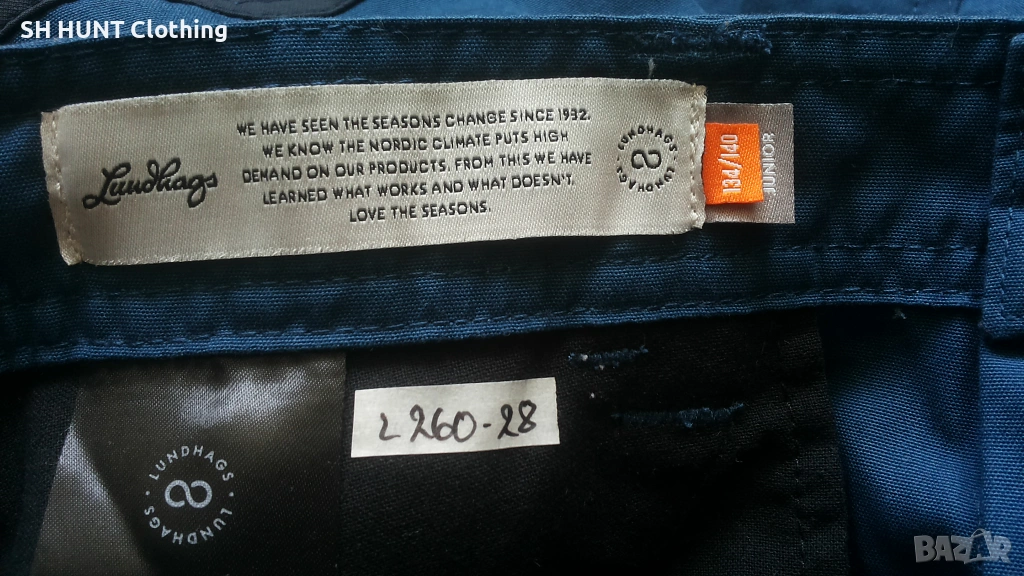 SH HUNT Clothing
Lundhags
WE HAVE SEEN THE SEASONS CHANGE SINCE 1932.
WE KNOW THE NORDIC CLIMATE PUTS HIGH
DEMAND ON OUR PRODUCTS. FROM THIS WE HAVE
LEARNED WHAT WORKS AND WHAT DOESN'T.
LOVE THE SEASONS.
LUNDHAGS · LUNDHAGS ·
134/140
JUNIOR
L 260-28
LUNDHAGS · LUNDHAGS ·
BAZAR